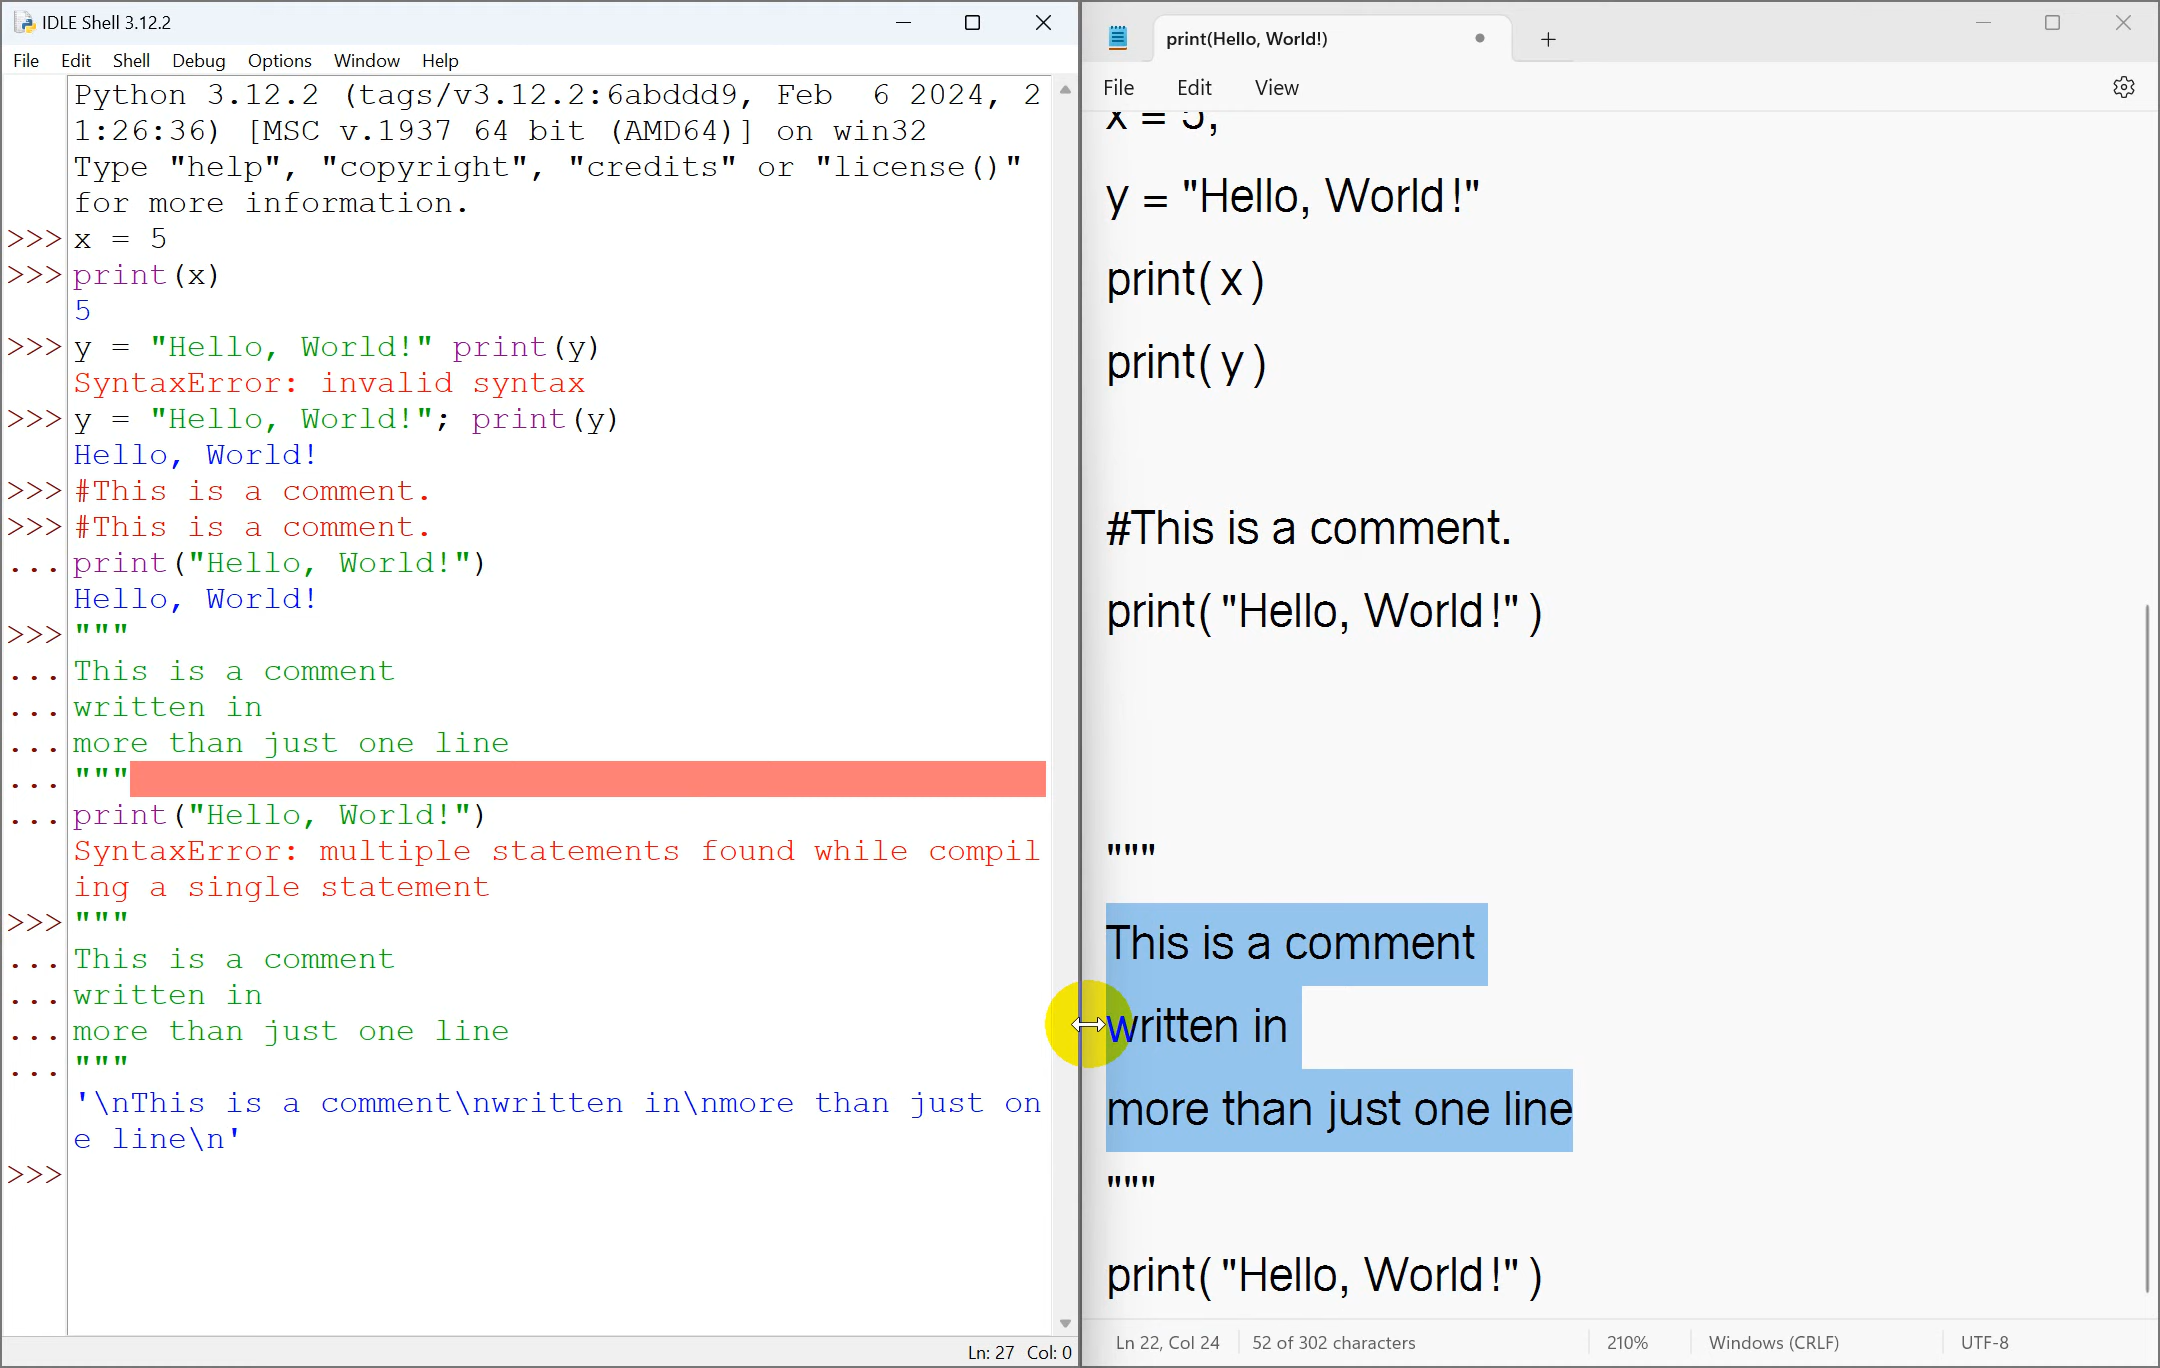 IDLE Shell 3.12.2
File Edit Shell Debug Options Window Help
Python 3.12.2 (tags/v3.12.2:6abddd9, Feb  6 2024, 2
1:26:36) [MSC v.1937 64 bit (AMD64)] on win32
Type "help", "copyright", "credits" or "license()"
for more information.
>>> x = 5
>>> print(x)
5
>>> y = "Hello, World!" print(y)
SyntaxError: invalid syntax
>>> y = "Hello, World!"; print(y)
Hello, World!
>>> #This is a comment.
>>> #This is a comment.
... print("Hello, World!")
Hello, World!
>>> """
... This is a comment
... written in
... more than just one line
... """
... print("Hello, World!")
SyntaxError: multiple statements found while compil
ing a single statement
>>> """
... This is a comment
... written in
... more than just one line
... """
'\nThis is a comment\nwritten in\nmore than just on
e line\n'
>>>
Ln: 27 Col: 0
print(Hello, World!)
File Edit View
x = 5;
y = "Hello, World!"
print(x)
print(y)
#This is a comment.
print("Hello, World!")
"""
This is a comment
written in
more than just one line
"""
print("Hello, World!")
Ln 22, Col 24 52 of 302 characters 210% Windows (CRLF) UTF-8